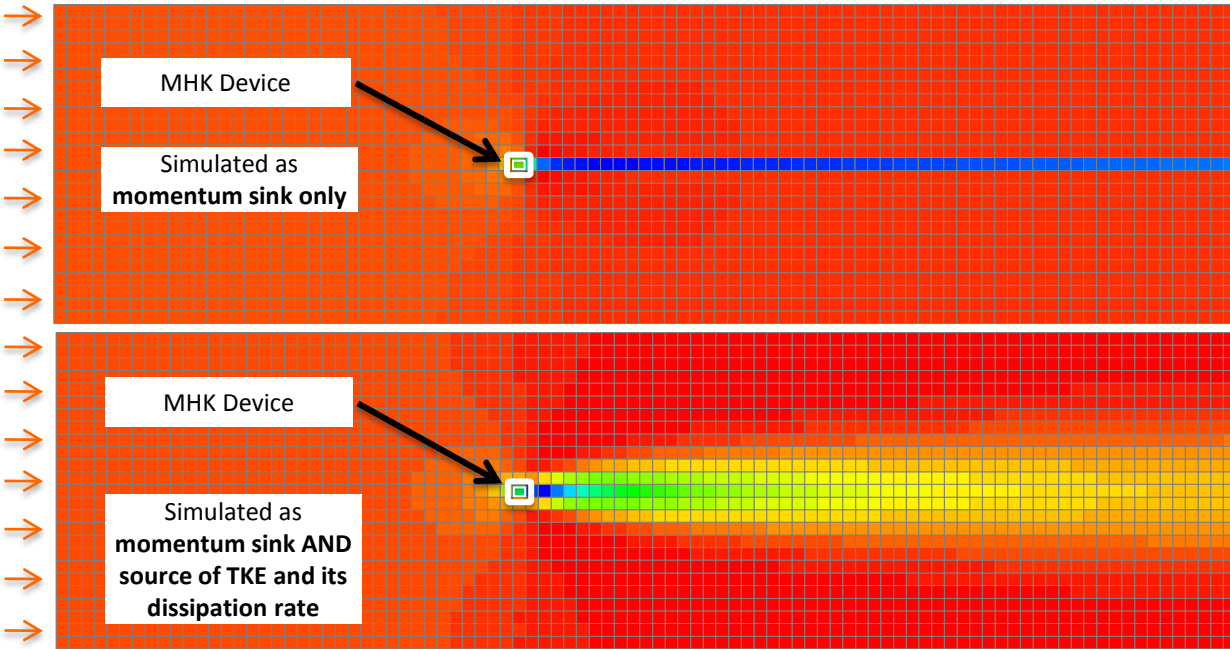 MHK Device
Simulated as
momentum sink only
MHK Device
Simulated as
momentum sink AND
source of TKE and its
dissipation rate